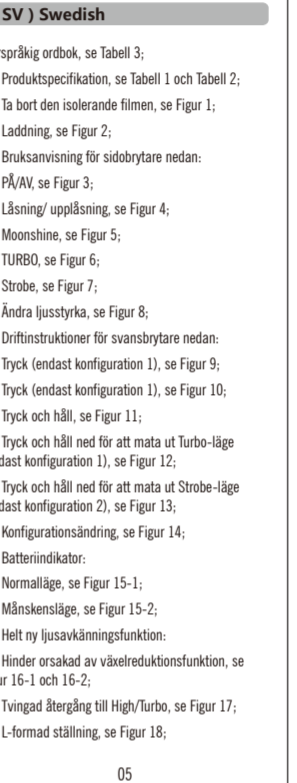 SV ) Swedish
språkig ordbok, se Tabell 3;
Produktspecifikation, se Tabell 1 och Tabell 2;
Ta bort den isolerande filmen, se Figur 1;
Laddning, se Figur 2;
Bruksanvisning för sidobrytare nedan:
PÅ/AV, se Figur 3;
Låsning/ upplåsning, se Figur 4;
Moonshine, se Figur 5;
TURBO, se Figur 6;
Strobe, se Figur 7;
Ändra ljusstyrka, se Figur 8;
Driftinstruktioner för svansbrytare nedan:
Tryck (endast konfiguration 1), se Figur 9;
Tryck (endast konfiguration 1), se Figur 10;
Tryck och håll, se Figur 11;
Tryck och håll ned för att mata ut Turbo-läge
dast konfiguration 1), se Figur 12;
Tryck och håll ned för att mata ut Strobe-läge
dast konfiguration 2), se Figur 13;
Konfigurationsändring, se Figur 14;
Batteriindikator:
Normalläge, se Figur 15-1;
Månskensläge, se Figur 15-2;
Helt ny ljusavkänningsfunktion:
Hinder orsakad av växelreduktionsfunktion, se
ur 16-1 och 16-2;
Tvingad återgång till High/Turbo, se Figur 17;
L-formad ställning, se Figur 18;
05